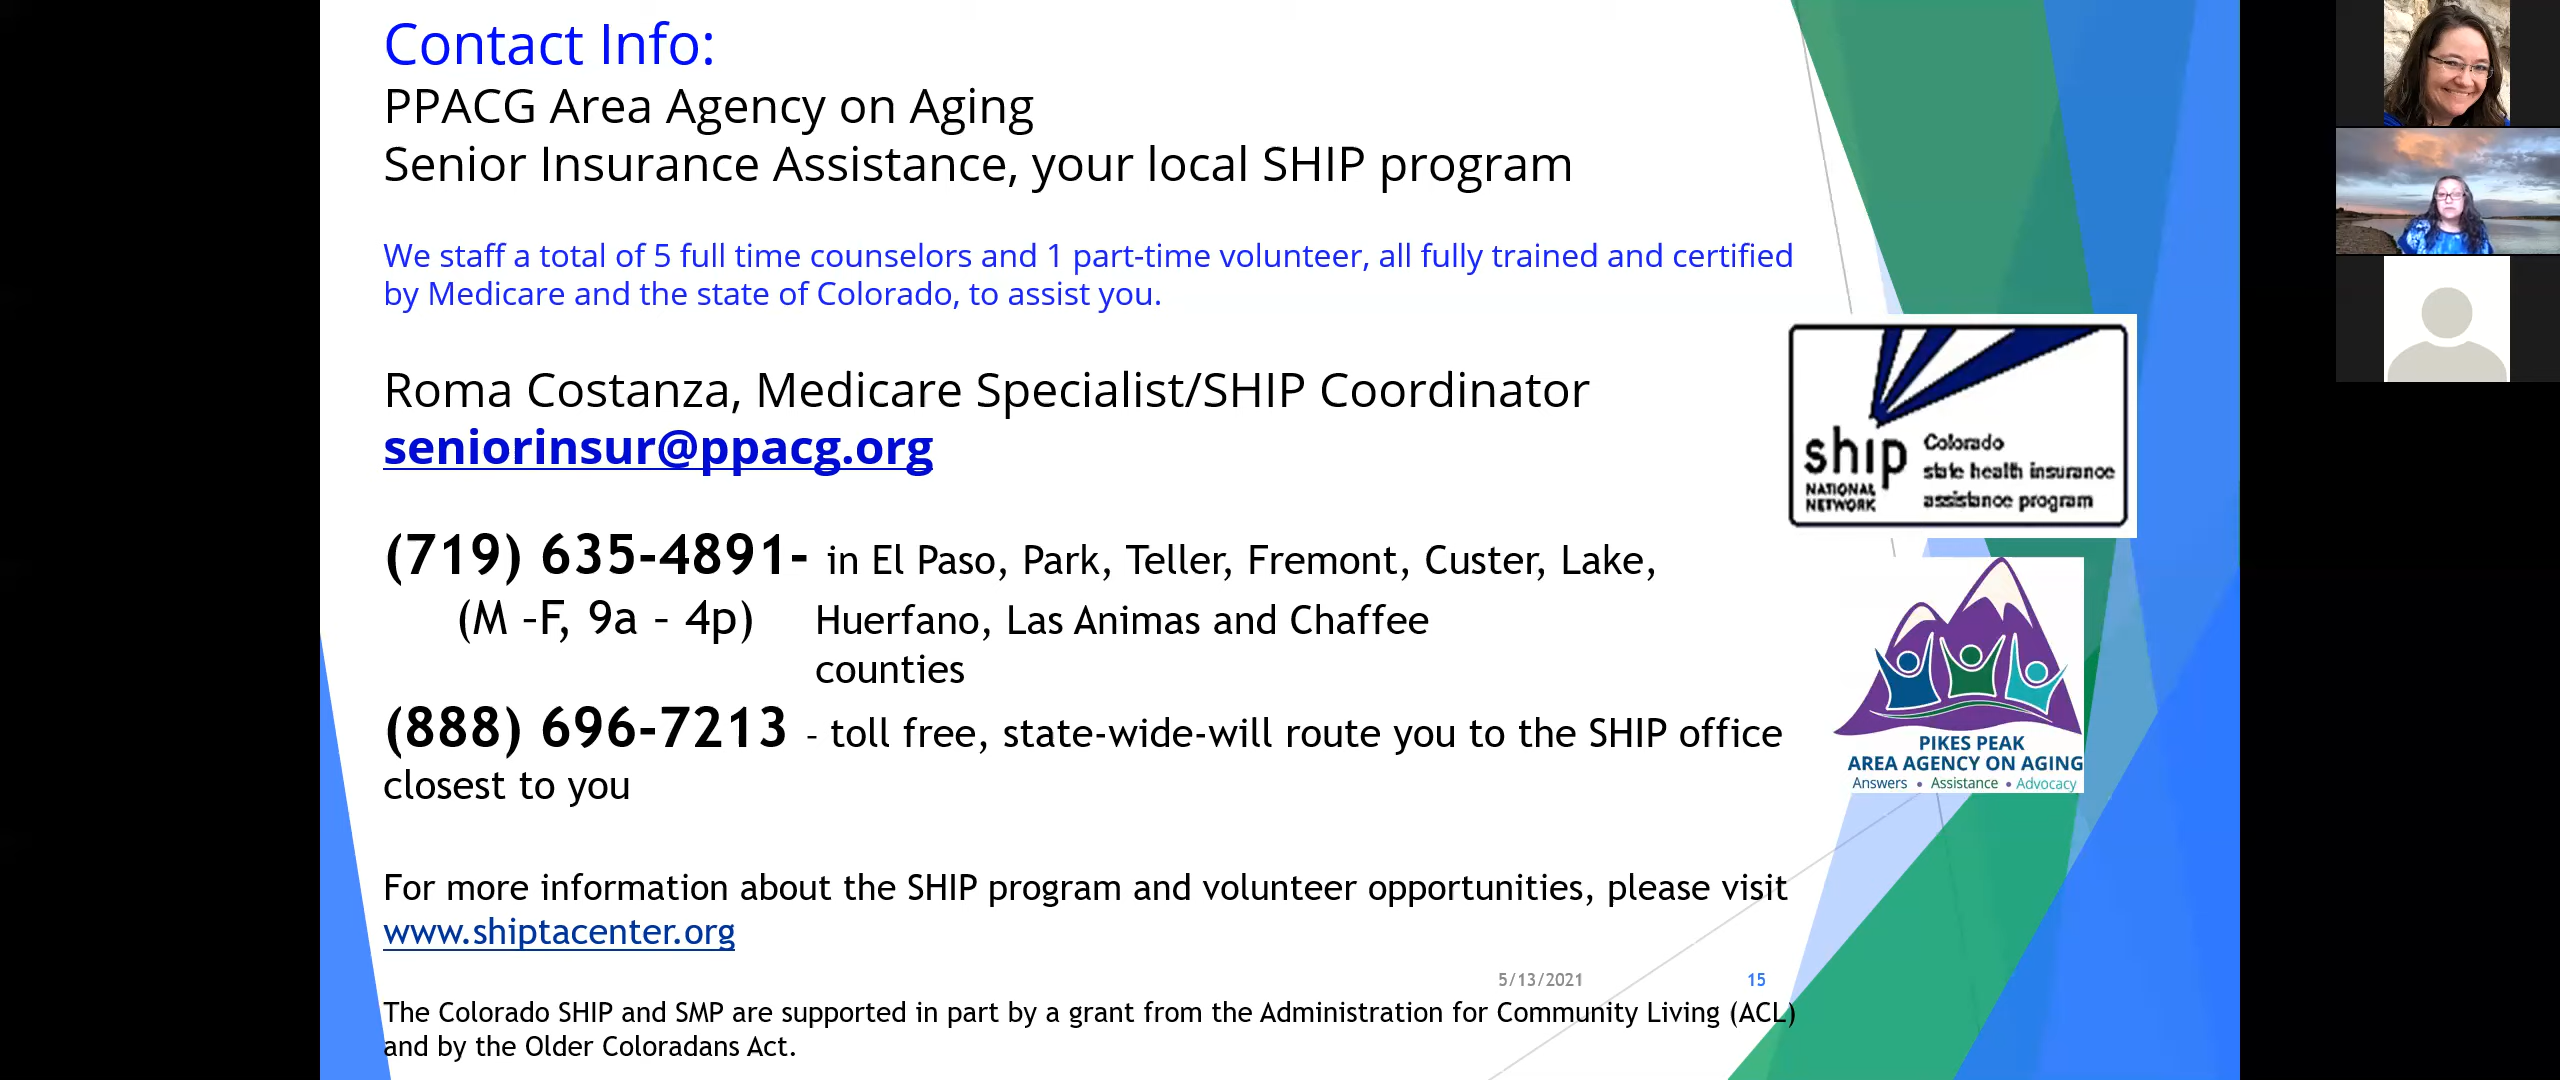 Contact Info:
PPACG Area Agency on Aging
Senior Insurance Assistance, your local SHIP program
We staff a total of 5 full time counselors and 1 part-time volunteer, all fully trained and certified
by Medicare and the state of Colorado, to assist you.
Roma Costanza, Medicare Specialist/SHIP Coordinator
seniorinsur@ppacg.org
(719) 635-4891- in El Paso, Park, Teller, Fremont, Custer, Lake,
(M –F, 9a – 4p) Huerfano, Las Animas and Chaffee
counties
(888) 696-7213 – toll free, state-wide-will route you to the SHIP office
closest to you
For more information about the SHIP program and volunteer opportunities, please visit
www.shiptacenter.org
5/13/2021 15
The Colorado SHIP and SMP are supported in part by a grant from the Administration for Community Living (ACL)
and by the Older Coloradans Act.
ship
NATIONAL
NETWORK
Colorado
state health insurance
assistance program
PIKES PEAK
AREA AGENCY ON AGING
Answers • Assistance • Advocacy